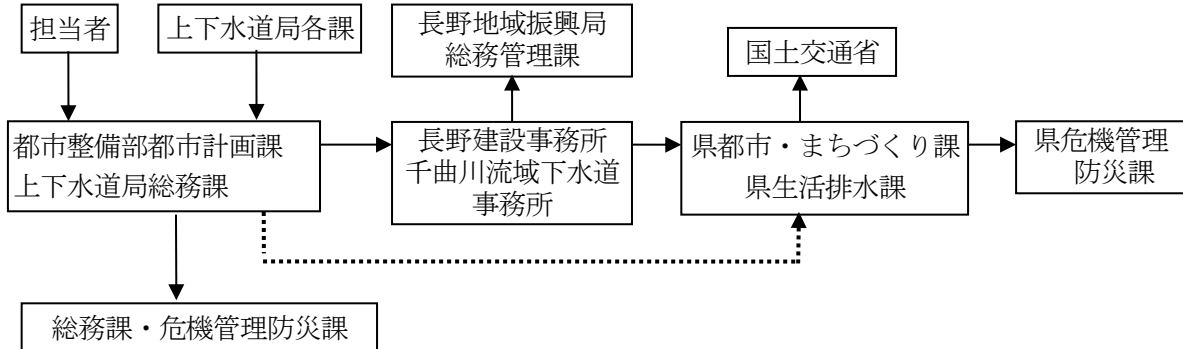 担当者
上下水道局各課
長野地域振興局
総務管理課
国土交通省
都市整備部都市計画課
上下水道局総務課
長野建設事務所
千曲川流域下水道
事務所
県都市・まちづくり課
県生活排水課
県危機管理
防災課
総務課・危機管理防災課